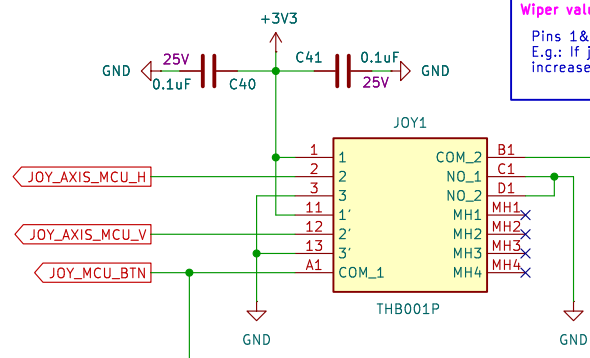 Wiper valu
+3V3
Pins 1&
E.g.: If j
increase
25V
C41
0.1uF
GND
GND
0.1uF
C40
25V
JOY1
1
1
COM_2
B1
JOY_AXIS_MCU_H
2
2
NO_1
C1
3
3
NO_2
D1
11
1'
MH1
MH1
JOY_AXIS_MCU_V
12
2'
MH2
MH2
13
3'
MH3
MH3
JOY_MCU_BTN
A1
COM_1
MH4
MH4
THB001P
GND
GND